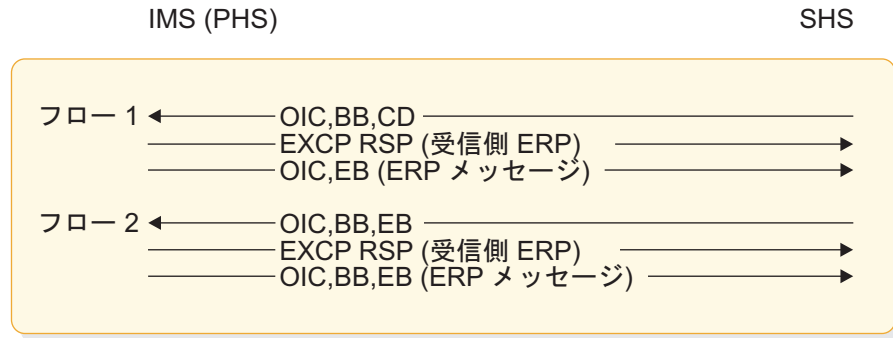 IMS (PHS) SHS
フロー 1 OIC,BB,CD
EXCP RSP (受信側 ERP)
OIC,EB (ERP メッセージ)
フロー 2 OIC,BB,EB
EXCP RSP (受信側 ERP)
OIC,BB,EB (ERP メッセージ)